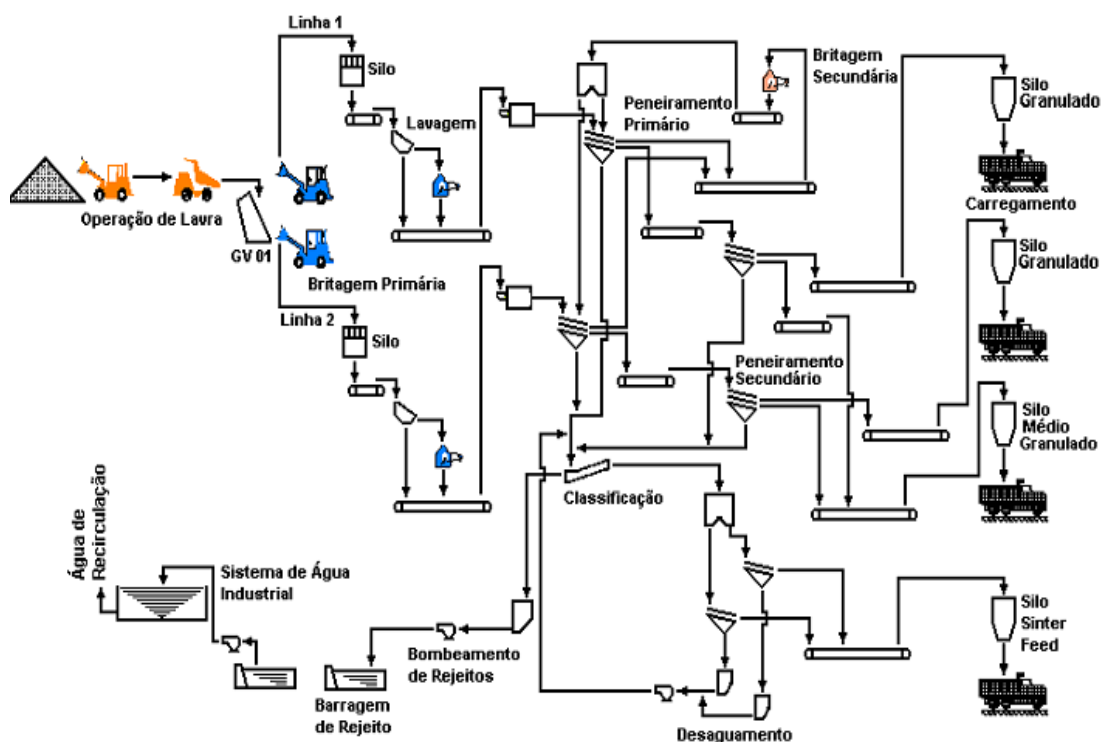 Linha 1
Silo
Lavagem
Britagem
Secundária
Peneiramento
Primário
Silo
Granulado
Carregamento
Operação de Lavra
GV 01
Britagem Primária
Linha 2
Silo
Silo
Granulado
Peneiramento
Secundário
Silo
Médio
Granulado
Classificação
Água de
Recirculação
Sistema de Água
Industrial
Bombeamento
de Rejeitos
Barragem
de Rejeito
Desaguamento
Silo
Sinter
Feed